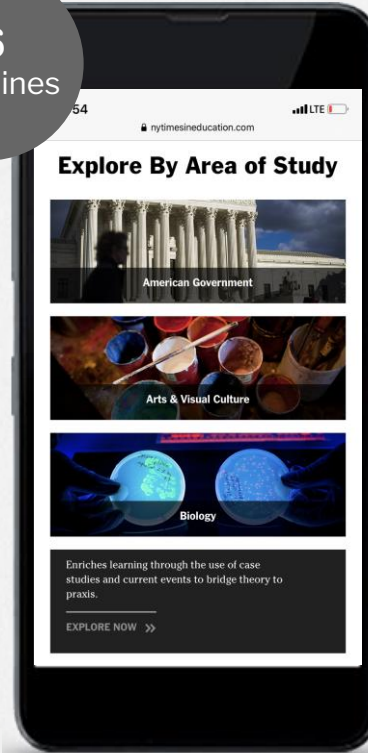 ines
54
LTE
nytimesineducation.com
Explore By Area of Study
American Government
Arts & Visual Culture
Biology
Enriches learning through the use of case
studies and current events to bridge theory to
praxis.
EXPLORE NOW >>